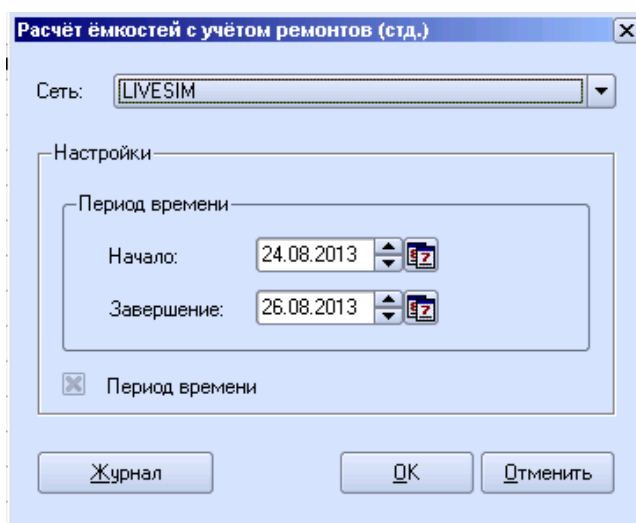 Расчёт ёмкостей с учётом ремонтов (стд.)
Сеть: LIVESIM
Настройки
Период времени
Начало: 24.08.2013
Завершение: 26.08.2013
Период времени
Журнал OK Отменить